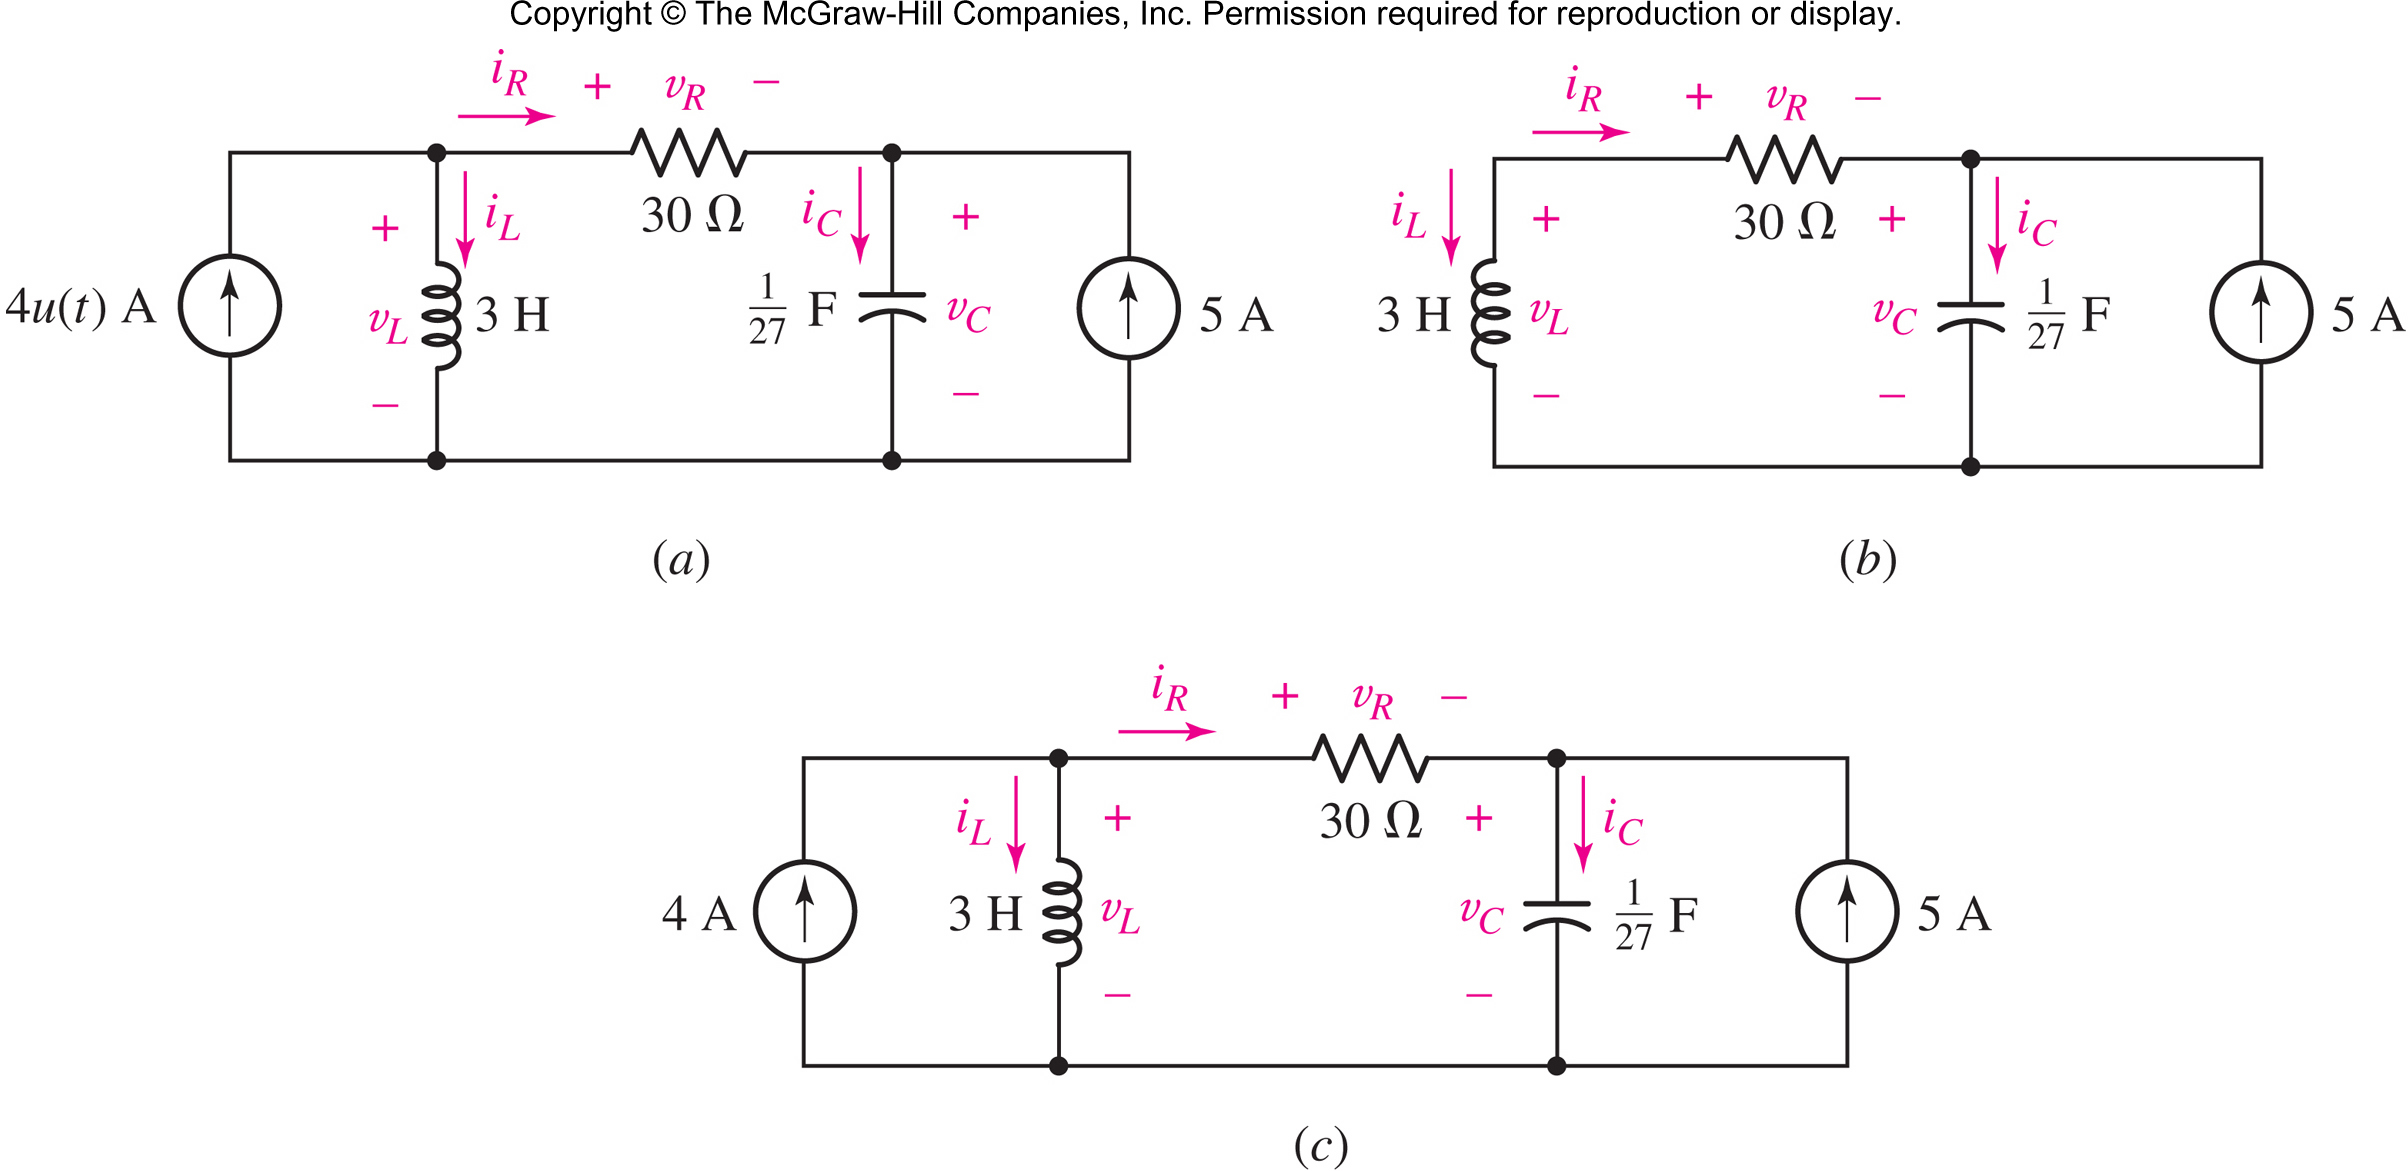 Copyright © The McGraw-Hill Companies, Inc. Permission required for reproduction or display.
iR + vR −
4u(t) A
+ vL −
iL
3 H
30 Ω
iC
1/27 F
+ vC −
5 A
(a)
iR + vR −
iL
3 H
+ vL −
30 Ω
+ vC −
iC
1/27 F
5 A
(b)
iR + vR −
4 A
iL
3 H
+ vL −
30 Ω
+ vC −
iC
1/27 F
5 A
(c)